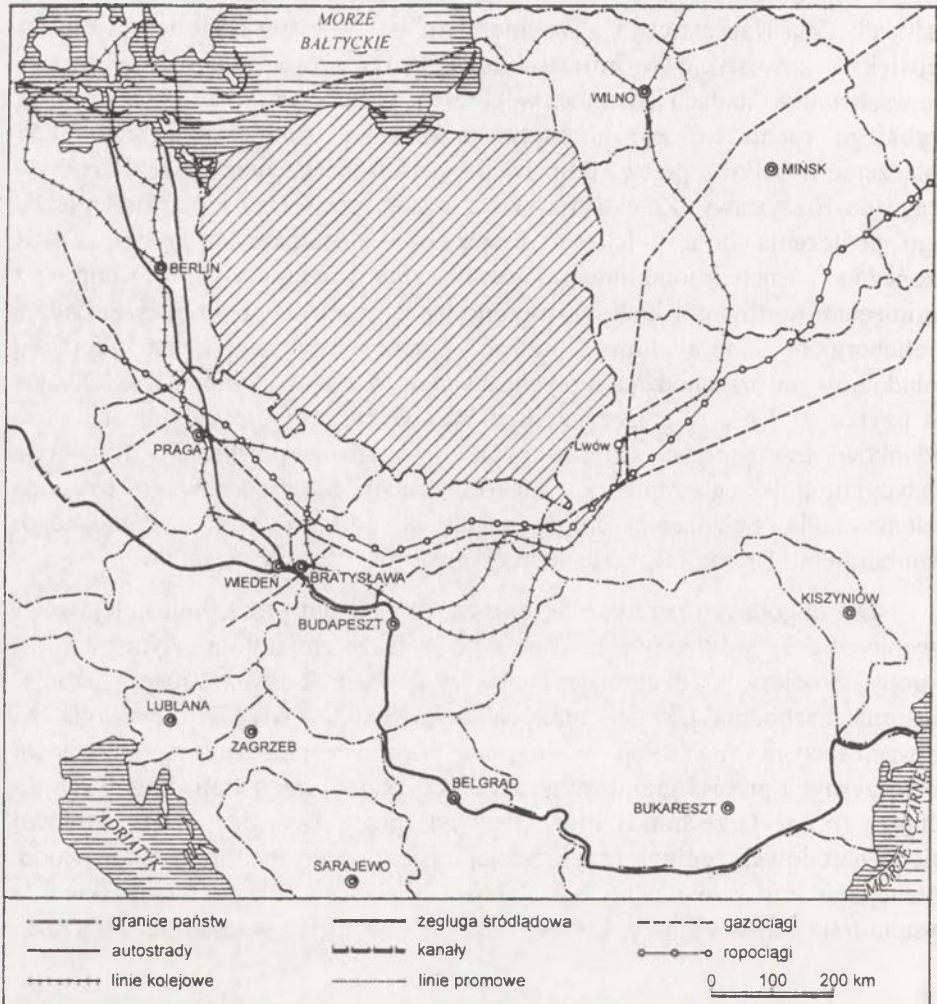 MORZE
BAŁTYCKIE
WILNO
MIŃSK
BERLIN
PRAGA
Lwów
WIEDEŃ
BRATYSŁAWA
BUDAPESZT
KISZYNIÓW
LUBLANA
ZAGRZEB
BELGRAD
BUKARESZT
ADRIATYK
SARAJEWO
MORZE CZARNE
granice państw
autostrady
linie kolejowe
żegluga śródlądowa
kanały
linie promowe
gazociągi
ropociągi
0 100 200 km